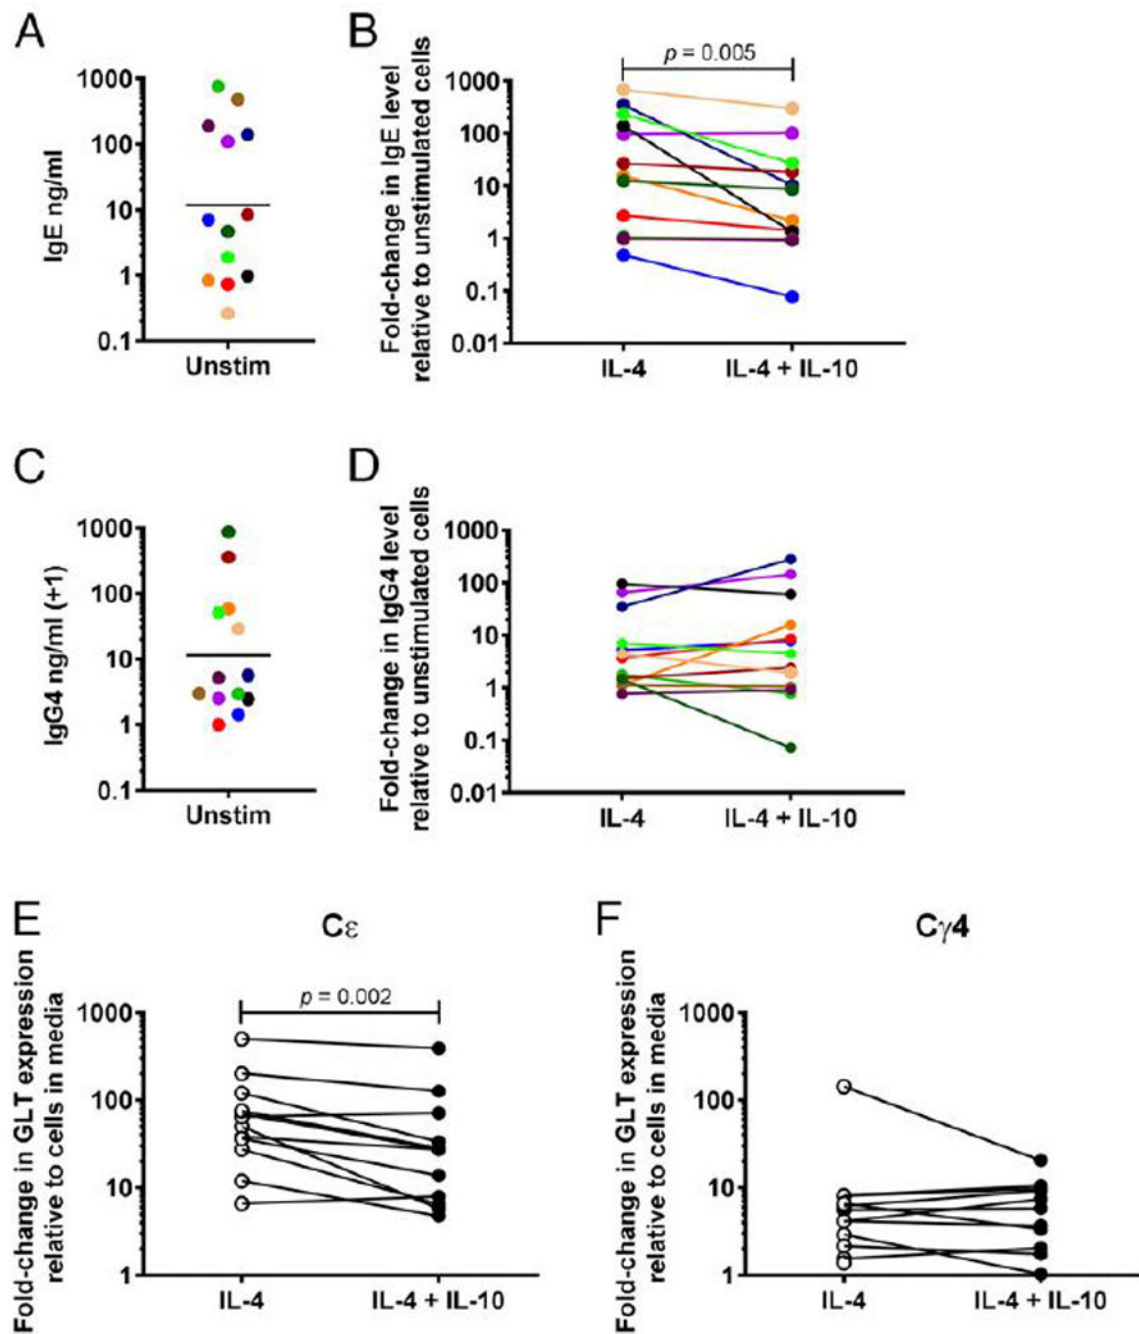 A
IgE ng/ml
1000
100
10
1
0.1
Unstim
B
Fold-change in IgE level
relative to unstimulated cells
p = 0.005
1000
100
10
1
0.1
0.01
IL-4
IL-4 + IL-10
C
IgG4 ng/ml (+1)
1000
100
10
1
0.1
Unstim
D
Fold-change in IgG4 level
relative to unstimulated cells
1000
100
10
1
0.1
0.01
IL-4
IL-4 + IL-10
E
Cε
Fold-change in GLT expression
relative to cells in media
p = 0.002
1000
100
10
1
IL-4
IL-4 + IL-10
F
Cγ4
Fold-change in GLT expression
relative to cells in media
1000
100
10
1
IL-4
IL-4 + IL-10